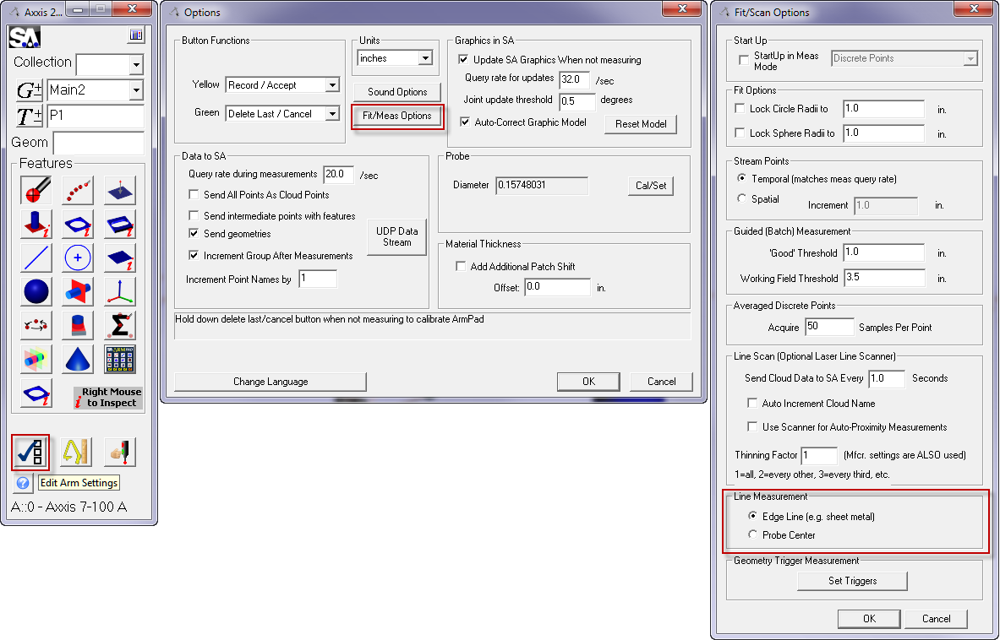 Axxis 2...
SA
Collection
G± Main2
T± P1
Geom
Features
Right Mouse
to Inspect
Edit Arm Settings
A::0 - Axxis 7-100 A
Options
Button Functions
Yellow Record / Accept
Green Delete Last / Cancel
Units
inches
Sound Options
Fit/Meas Options
Graphics in SA
Update SA Graphics When not measuring
Query rate for updates 32.0 /sec
Joint update threshold 0.5 degrees
Auto-Correct Graphic Model Reset Model
Data to SA
Query rate during measurements 20.0 /sec
Send All Points As Cloud Points
Send intermediate points with features
Send geometries
Increment Group After Measurements
Increment Point Names by 1
UDP Data
Stream
Probe
Diameter 0.15748031 Cal/Set
Material Thickness
Add Additional Patch Shift
Offset: 0.0 in.
Hold down delete last/cancel button when not measuring to calibrate ArmPad
Change Language OK Cancel
Fit/Scan Options
Start Up
StartUp in Meas
Mode
Discrete Points
Fit Options
Lock Circle Radii to 1.0 in.
Lock Sphere Radii to 1.0 in.
Stream Points
Temporal (matches meas query rate)
Spatial
Increment 1.0 in.
Guided (Batch) Measurement
'Good' Threshold 1.0 in.
Working Field Threshold 3.5 in.
Averaged Discrete Points
Acquire 50 Samples Per Point
Line Scan (Optional Laser Line Scanner)
Send Cloud Data to SA Every 1.0 Seconds
Auto Increment Cloud Name
Use Scanner for Auto-Proximity Measurements
Thinning Factor 1 (Mfcr. settings are ALSO used)
1=all, 2=every other, 3=every third, etc.
Line Measurement
Edge Line (e.g. sheet metal)
Probe Center
Geometry Trigger Measurement
Set Triggers
OK Cancel